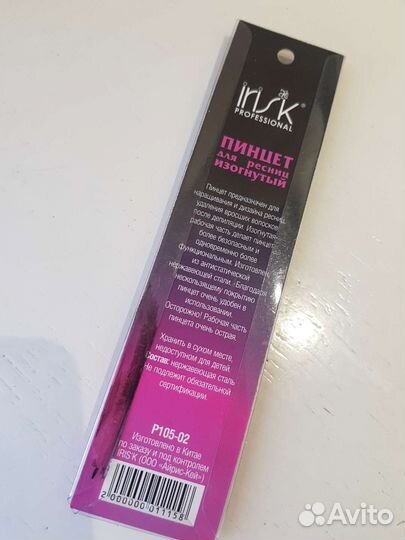 IRISK®
PROFESSIONAL
ПИНЦЕТ
для ресниц
ИЗОГНУТЫЙ
Пинцет предназначен для
наращивания и дизайна ресниц,
удаления вросших волосков
после депиляции. Изогнутая
рабочая часть делает пинцет
более безопасным и
одновременно более
функциональным. Изготовлен
из антистатической
нержавеющей стали. Благодаря
нескользящему покрытию
пинцет очень удобен в
использовании.
Осторожно! Рабочая часть
пинцета очень острая.
Хранить в сухом месте,
недоступном для детей.
Состав: нержавеющая сталь
Не подлежит обязательной
сертификации.
P105-02
Изготовлено в Китае
по заказу и под контролем
IRIS'K (ООО «Айрис-Кей»)
2 000000 011158
Avito